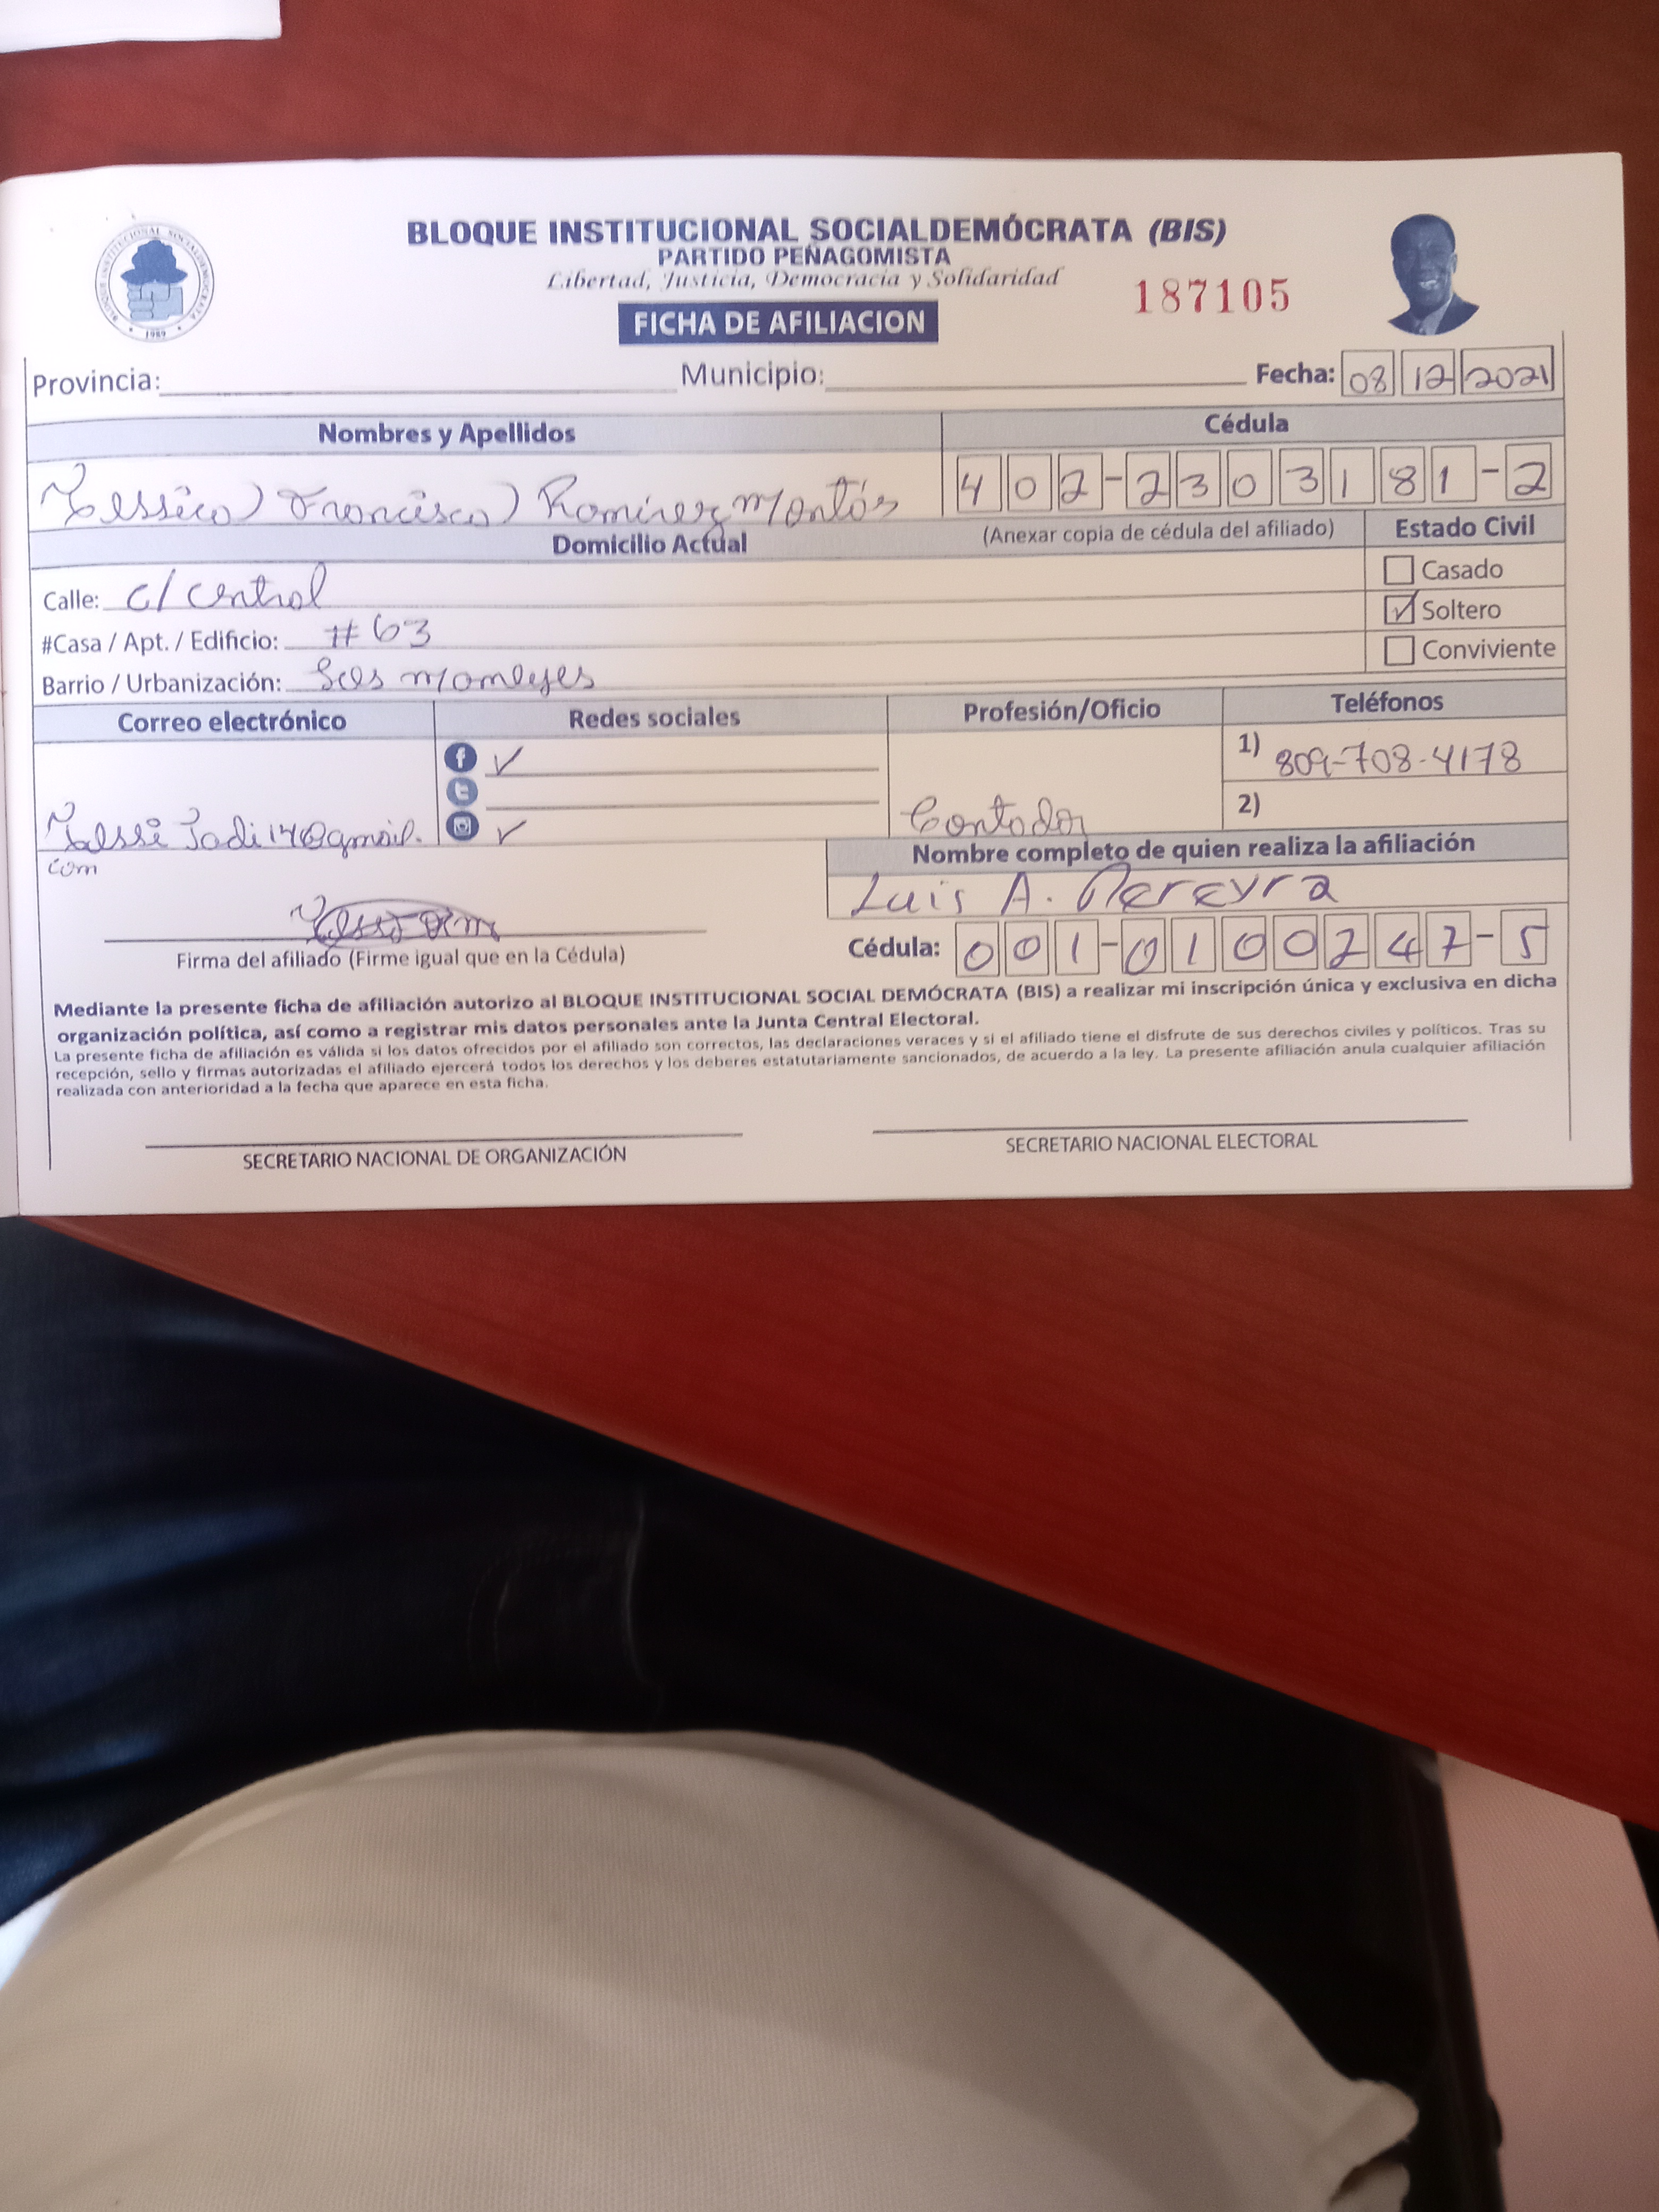 BLOQUE INSTITUCIONAL SOCIALDEMÓCRATA (BIS)
PARTIDO PEÑAGOMISTA
Libertad, Justicia, Democracia y Solidaridad
187105
FICHA DE AFILIACION
BLOQUE INSTITUCIONAL SOCIALDEMOCRATA
1989
Provincia: Municipio: Fecha: 08 12 2021
Nombres y Apellidos Cédula
Francisco Ramirez 402-2303181-2
Domicilio Actual (Anexar copia de cédula del afiliado) Estado Civil
Calle: c/ central Casado
#Casa / Apt. / Edificio: #63 Soltero
Barrio / Urbanización: Conviviente
Correo electrónico Redes sociales Profesión/Oficio Teléfonos
1) 809-708-4178
2)
Contador
com
Nombre completo de quien realiza la afiliación
Luis A. Pereyra
Firma del afiliado (Firme igual que en la Cédula) Cédula: 001-0100247-5
Mediante la presente ficha de afiliación autorizo al BLOQUE INSTITUCIONAL SOCIAL DEMÓCRATA (BIS) a realizar mi inscripción única y exclusiva en dicha
organización política, así como a registrar mis datos personales ante la Junta Central Electoral.
La presente ficha de afiliación es válida si los datos ofrecidos por el afiliado son correctos, las declaraciones veraces y si el afiliado tiene el disfrute de sus derechos civiles y políticos. Tras su
recepción, sello y firmas autorizadas el afiliado ejercerá todos los derechos y los deberes estatutariamente sancionados, de acuerdo a la ley. La presente afiliación anula cualquier afiliación
realizada con anterioridad a la fecha que aparece en esta ficha.
SECRETARIO NACIONAL DE ORGANIZACIÓN SECRETARIO NACIONAL ELECTORAL